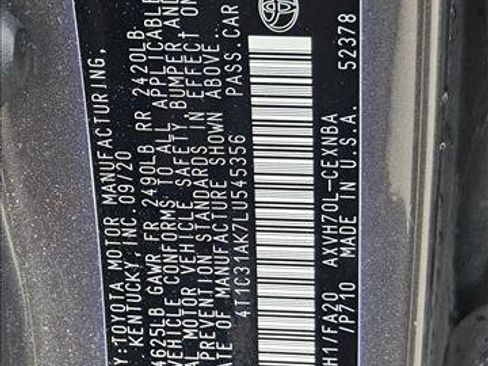 Y:TOYOTA MOTOR MANUFACTURING,
KENTUCKY, INC. 09/20
4625LB GAWR FR 2490LB RR 2420LB
VEHICLE CONFORMS TO ALL APPLICABLE
AL MOTOR VEHICLE SAFETY, BUMPER AND
PREVENTION STANDARDS IN EFFECT ON
ATE OF MANUFACTURE SHOWN ABOVE.
4T1C31AK7LU545356 PASS.CAR
H1/FA20 AXVH70L-CEXNBA
/P710 MADE IN U.S.A. 52378